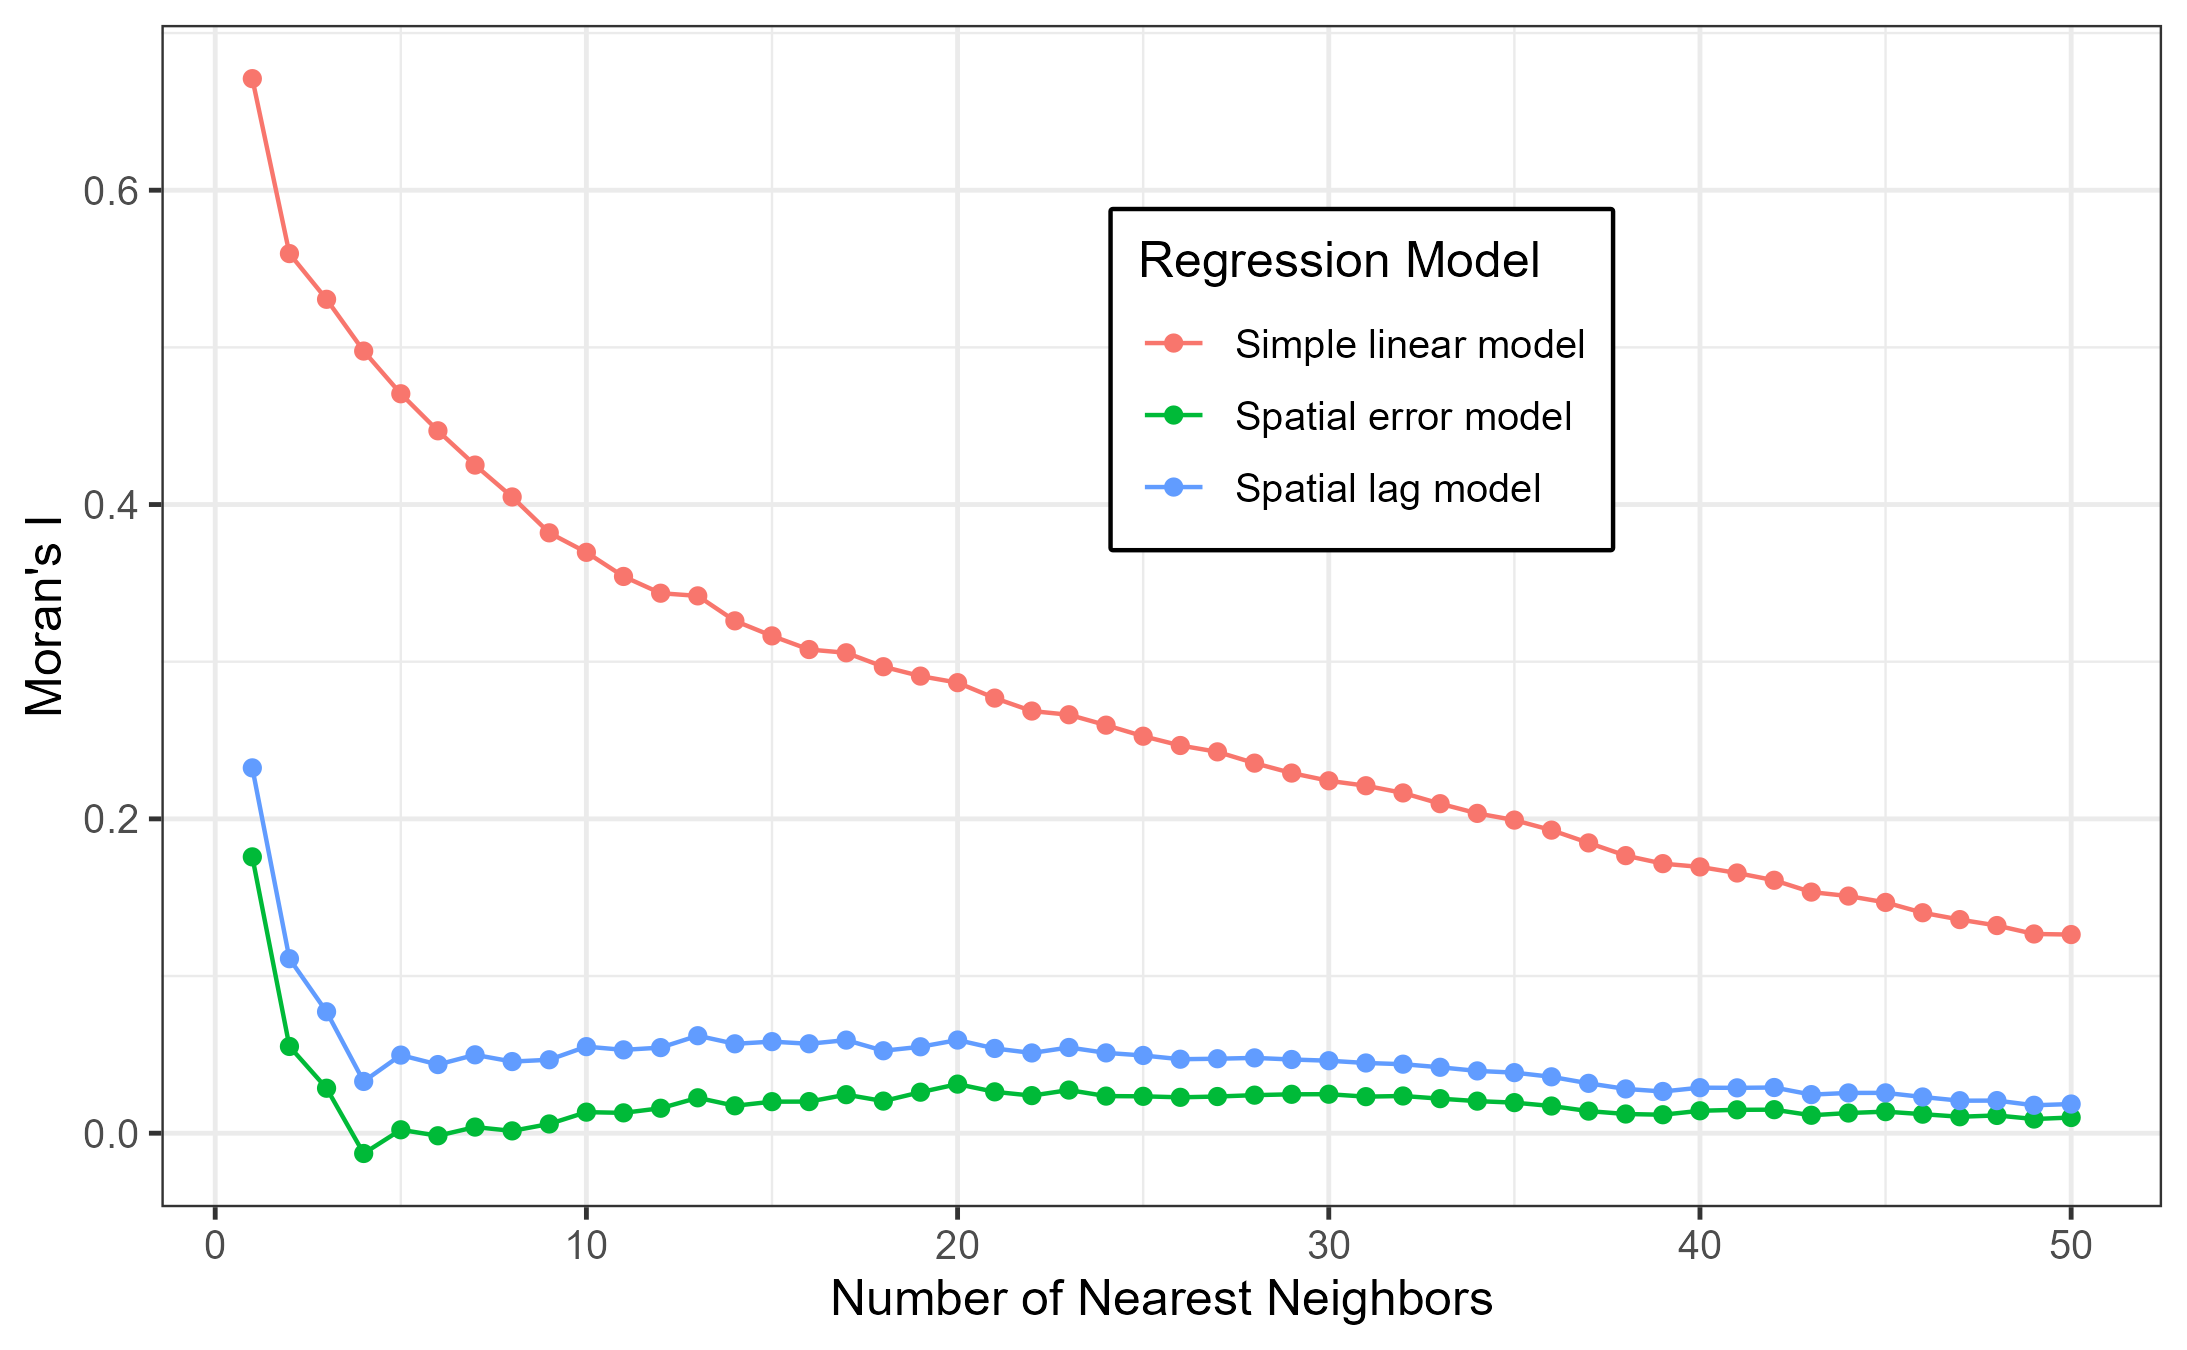 0.6
0.4
0.2
0.0
Moran's I
Regression Model
Simple linear model
Spatial error model
Spatial lag model
0 10 20 30 40 50
Number of Nearest Neighbors